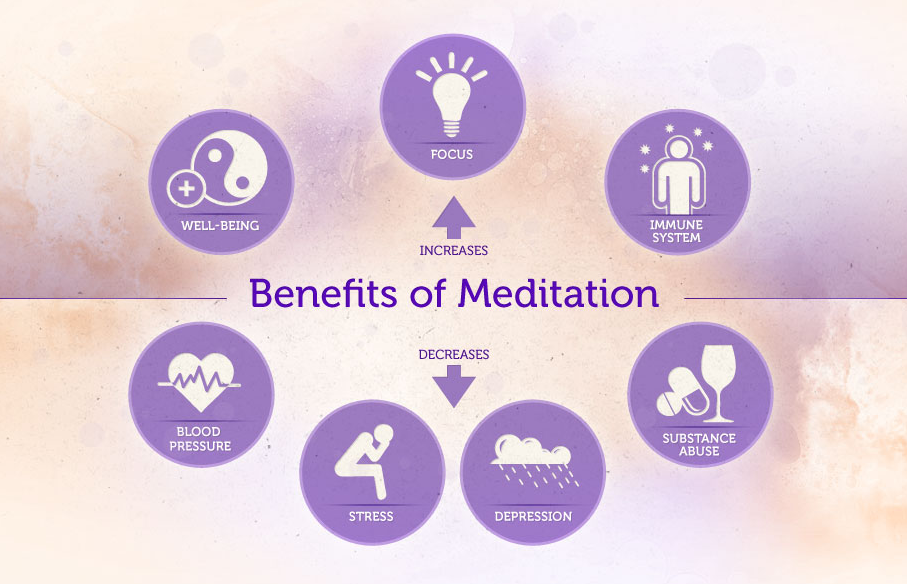 FOCUS
WELL-BEING
IMMUNE
SYSTEM
INCREASES
Benefits of Meditation
DECREASES
BLOOD
PRESSURE
STRESS
DEPRESSION
SUBSTANCE
ABUSE